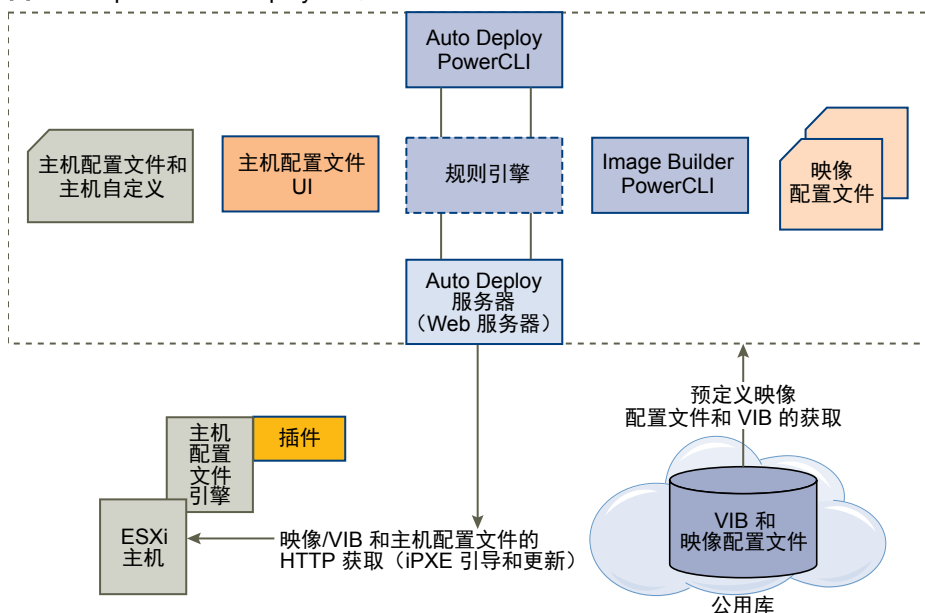 Auto Deploy
PowerCLI
主机配置文件和
主机自定义
主机配置文件
UI
规则引擎
Image Builder
PowerCLI
映像
配置文件
Auto Deploy
服务器
（Web 服务器）
预定义映像
配置文件和 VIB 的获取
主机
配置
文件
引擎
插件
ESXi
主机
映像/VIB 和主机配置文件的
HTTP 获取（iPXE 引导和更新）
VIB 和
映像配置文件
公用库